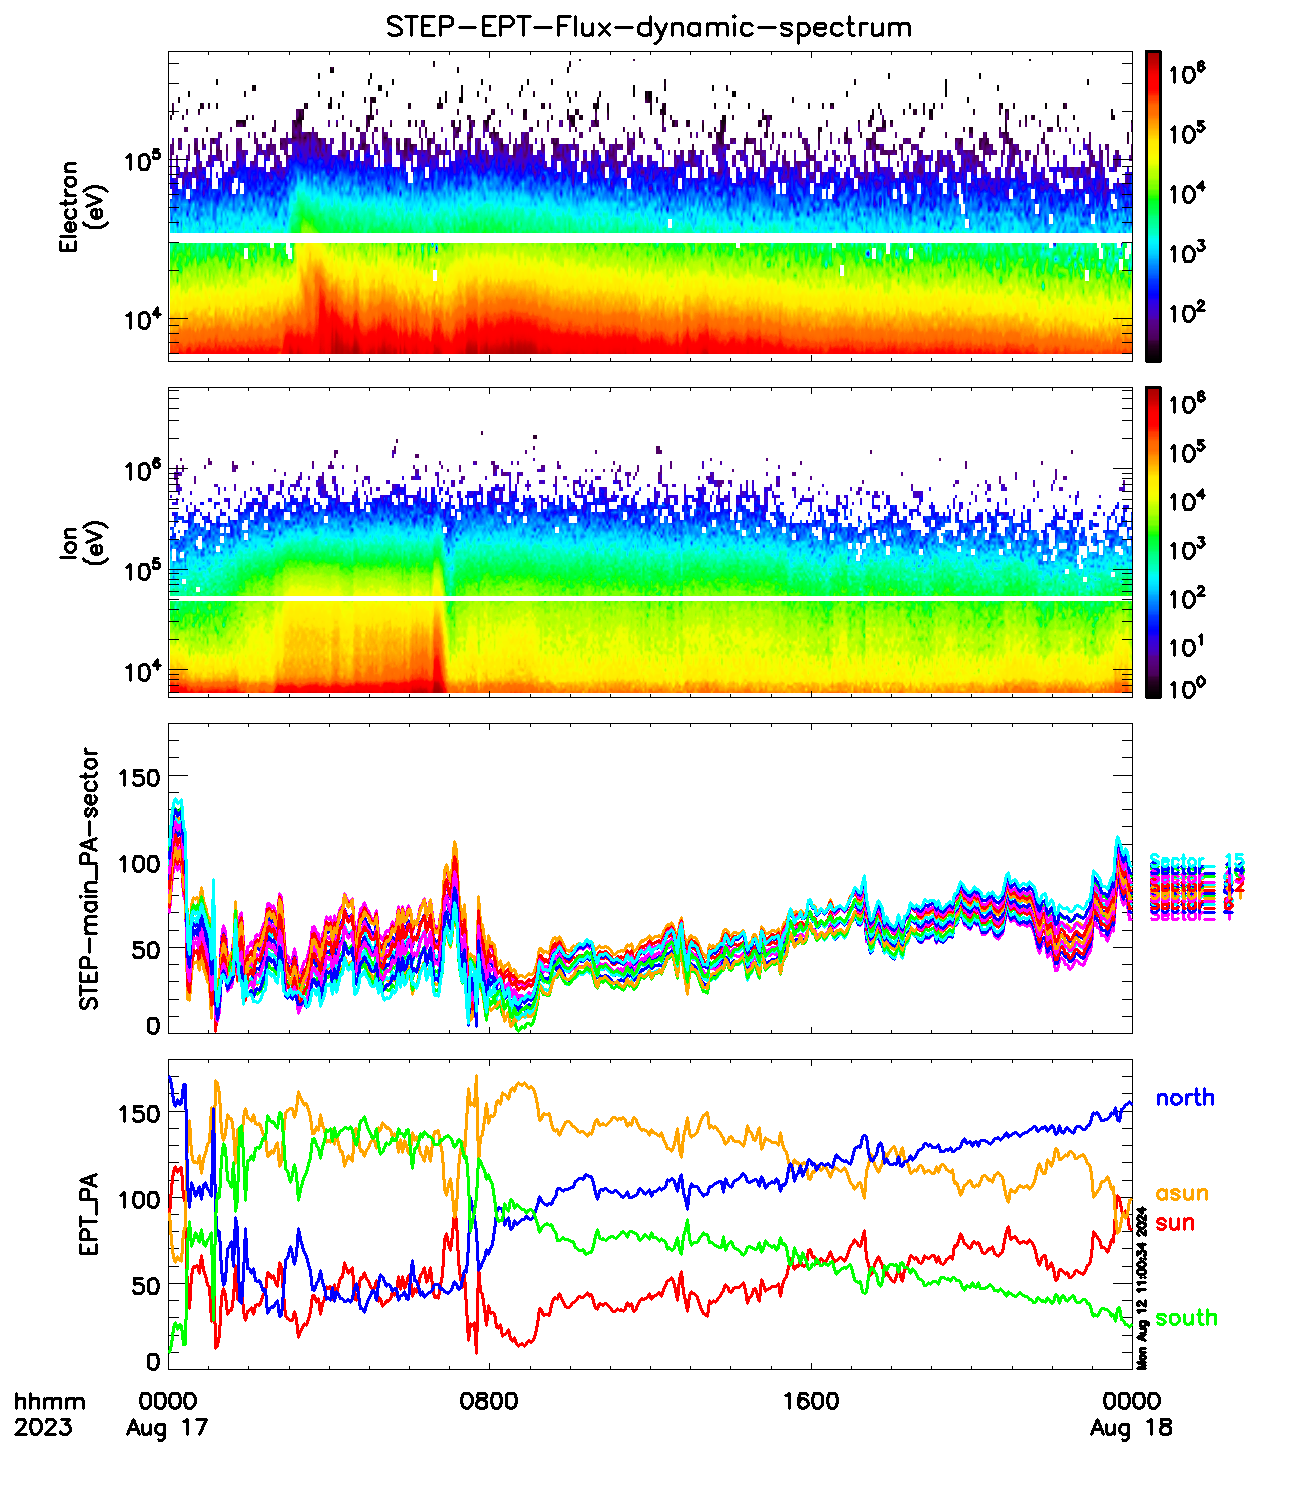 STEP-EPT-Flux-dynamic-spectrum
Electron
(eV)
10^5
10^4
10^6
10^5
10^4
10^3
10^2
Ion
(eV)
10^6
10^5
10^4
10^6
10^5
10^4
10^3
10^2
10^1
10^0
STEP-main_PA-sector
150
100
50
0
Sector_ 15
EPT_PA
150
100
50
0
north
asun
sun
south
Mon Aug 12 11:00:34 2024
hhmm 0000 0800 1600 0000
2023 Aug 17 Aug 18